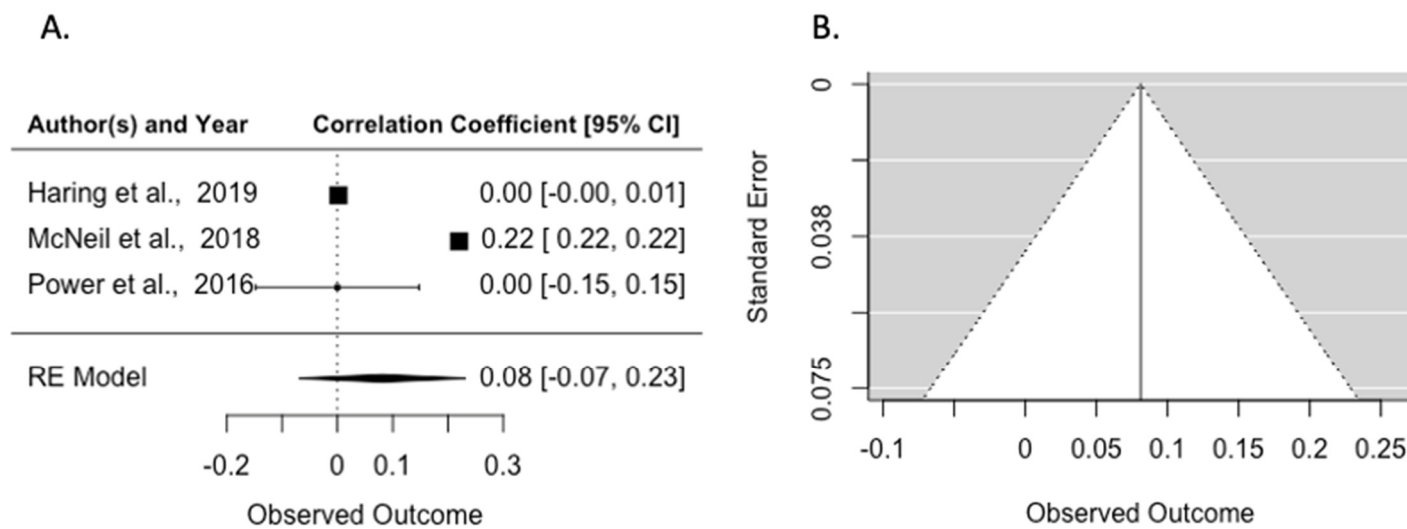 A.
Author(s) and Year Correlation Coefficient [95% CI]
Haring et al., 2019 0.00 [-0.00, 0.01]
McNeil et al., 2018 0.22 [ 0.22, 0.22]
Power et al., 2016 0.00 [-0.15, 0.15]
RE Model 0.08 [-0.07, 0.23]
-0.2 0 0.1 0.3
Observed Outcome
B.
Standard Error
0
0.038
0.075
-0.1 0 0.05 0.1 0.15 0.2 0.25
Observed Outcome